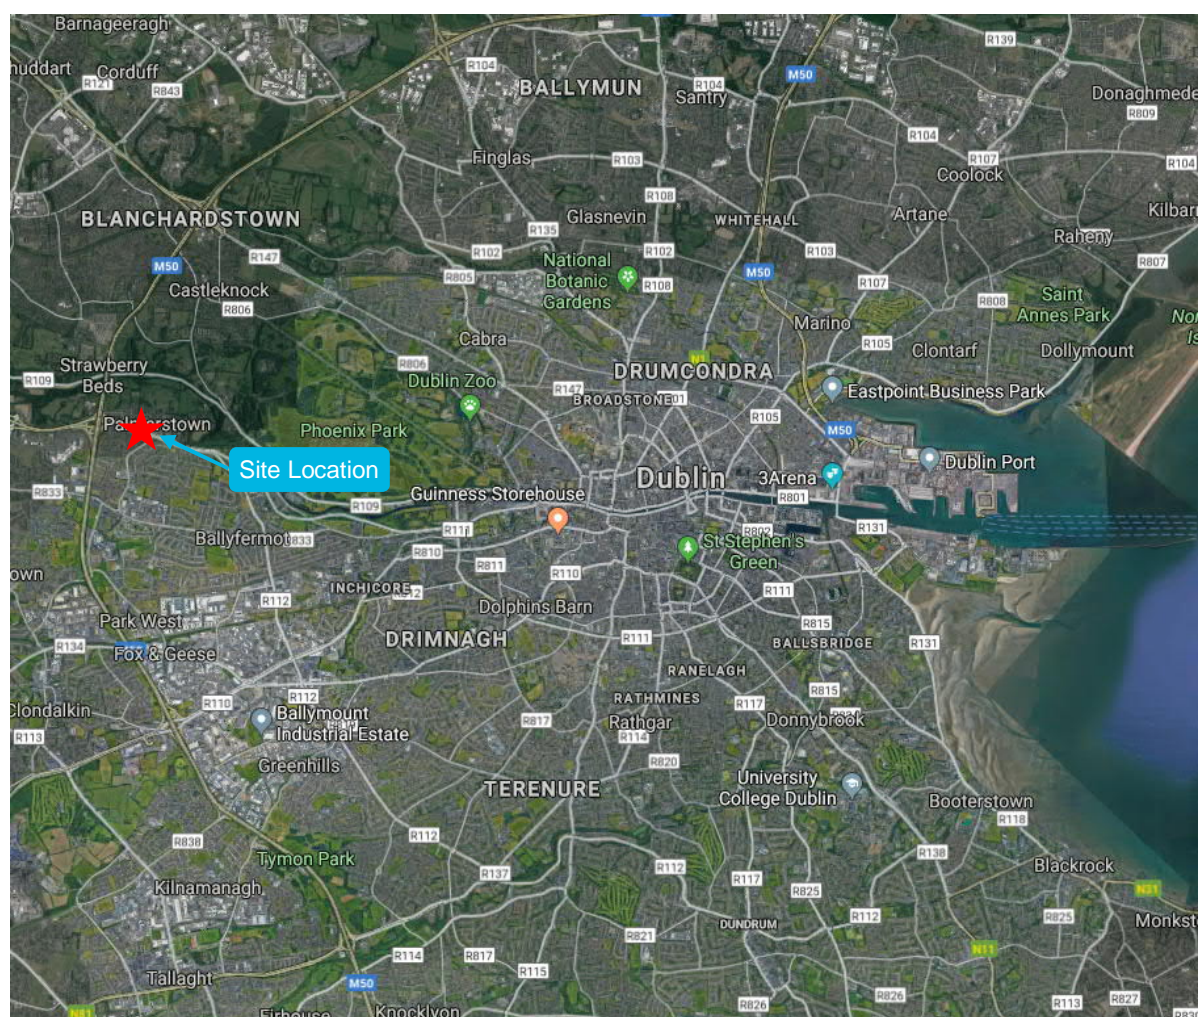 Barnageeragh
R139
R104
M50
BALLYMUN
R104
Santry
Corduff
R121
R843
Donaghmede
R809
R104
Finglas
R103
R107
R104
Coolock
R108
BLANCHARDSTOWN
Glasnevin
WHITEHALL
Artane
R135
Raheny
R147
R102
R102
R103
R807
M50
National
Botanic
Gardens
R805
R108
M50
R107
Castleknock
R806
R808
Saint
Annes Park
Marino
Cabra
R105
Clontarf
Dollymount
N1
Strawberry
Beds
R109
R806
Dublin Zoo
R147
DRUMCONDRA
BROADSTONE
Eastpoint Business Park
R105
Phoenix Park
M50
Site Location
Dublin
3Arena
Dublin Port
R833
Guinness Storehouse
R801
R109
R111
R802
R131
Ballyfermot
R833
R810
St Stephen's
Green
R811
R110
INCHICORE
R111
R112
Dolphins Barn
Park West
R815
R134
Fox & Geese
DRIMNAGH
R111
BALLSBRIDGE
R131
RANELAGH
R110
R112
RATHMINES
R815
R117
Clondalkin
Ballymount
Industrial Estate
R817
Rathgar
Donnybrook
R113
R114
Greenhills
R820
TERENURE
University
College Dublin
Booterstown
R118
R112
R838
R138
Tymon Park
R137
R112
Blackrock
R117
Kilnamanagh
R825
N31
R112
R825
DUNDRUM
R821
N11
R114
R817
R115
Tallaght
M50
R826
R826
R113
R827
N81
Knocklyon